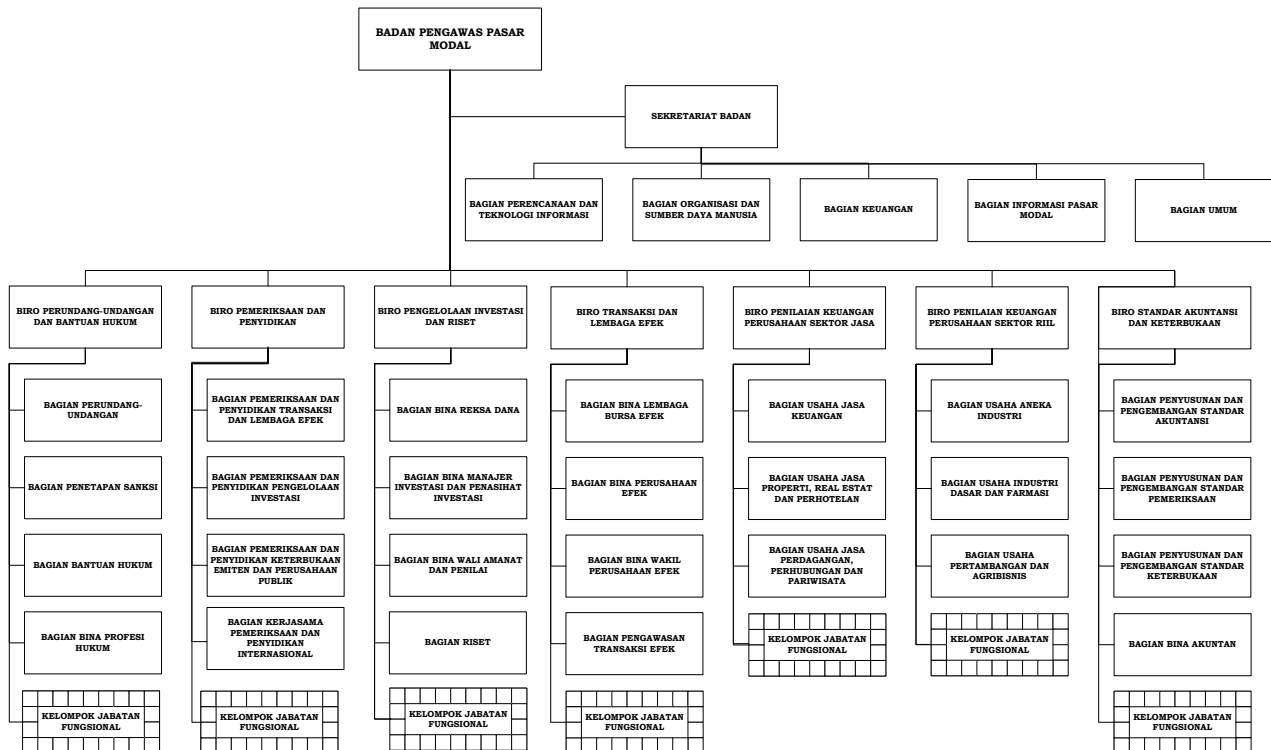 BADAN PENGAWAS PASAR
MODAL
SEKRETARIAT BADAN
BAGIAN PERENCANAAN DAN
TEKNOLOGI INFORMASI
BAGIAN ORGANISASI DAN
SUMBER DAYA MANUSIA
BAGIAN KEUANGAN
BAGIAN INFORMASI PASAR
MODAL
BAGIAN UMUM
BIRO PERUNDANG-UNDANGAN
DAN BANTUAN HUKUM
BAGIAN PERUNDANG-
UNDANGAN
BAGIAN PENETAPAN SANKSI
BAGIAN BANTUAN HUKUM
BAGIAN BINA PROFESI
HUKUM
KELOMPOK JABATAN
FUNGSIONAL
BIRO PEMERIKSAAN DAN
PENYIDIKAN
BAGIAN PEMERIKSAAN DAN
PENYIDIKAN TRANSAKSI
DAN LEMBAGA EFEK
BAGIAN PEMERIKSAAN DAN
PENYIDIKAN PENGELOLAAN
INVESTASI
BAGIAN PEMERIKSAAN DAN
PENYIDIKAN KETERBUKAAN
EMITEN DAN PERUSAHAAN
PUBLIK
BAGIAN KERJASAMA
PEMERIKSAAN DAN
PENYIDIKAN
INTERNASIONAL
KELOMPOK JABATAN
FUNGSIONAL
BIRO PENGELOLAAN INVESTASI
DAN RISET
BAGIAN BINA REKSA DANA
BAGIAN BINA MANAJER
INVESTASI DAN PENASIHAT
INVESTASI
BAGIAN BINA WALI AMANAT
DAN PENILAI
BAGIAN RISET
KELOMPOK JABATAN
FUNGSIONAL
BIRO TRANSAKSI DAN
LEMBAGA EFEK
BAGIAN BINA LEMBAGA
BURSA EFEK
BAGIAN BINA PERUSAHAAN
EFEK
BAGIAN BINA WAKIL
PERUSAHAAN EFEK
BAGIAN PENGAWASAN
TRANSAKSI EFEK
KELOMPOK JABATAN
FUNGSIONAL
BIRO PENILAIAN KEUANGAN
PERUSAHAAN SEKTOR JASA
BAGIAN USAHA JASA
KEUANGAN
BAGIAN USAHA JASA
PROPERTI, REAL ESTAT
DAN PERHOTELAN
BAGIAN USAHA JASA
PERDAGANGAN,
PERHUBUNGAN DAN
PARIWISATA
KELOMPOK JABATAN
FUNGSIONAL
BIRO PENILAIAN KEUANGAN
PERUSAHAAN SEKTOR RIIL
BAGIAN USAHA ANEKA
INDUSTRI
BAGIAN USAHA INDUSTRI
DASAR DAN FARMASI
BAGIAN USAHA
PERTAMBANGAN DAN
AGRIBISNIS
KELOMPOK JABATAN
FUNGSIONAL
BIRO STANDAR AKUNTANSI
DAN KETERBUKAAN
BAGIAN PENYUSUNAN DAN
PENGEMBANGAN STANDAR
AKUNTANSI
BAGIAN PENYUSUNAN DAN
PENGEMBANGAN STANDAR
PEMERIKSAAN
BAGIAN PENYUSUNAN DAN
PENGEMBANGAN STANDAR
KETERBUKAAN
BAGIAN BINA AKUNTAN
KELOMPOK JABATAN
FUNGSIONAL